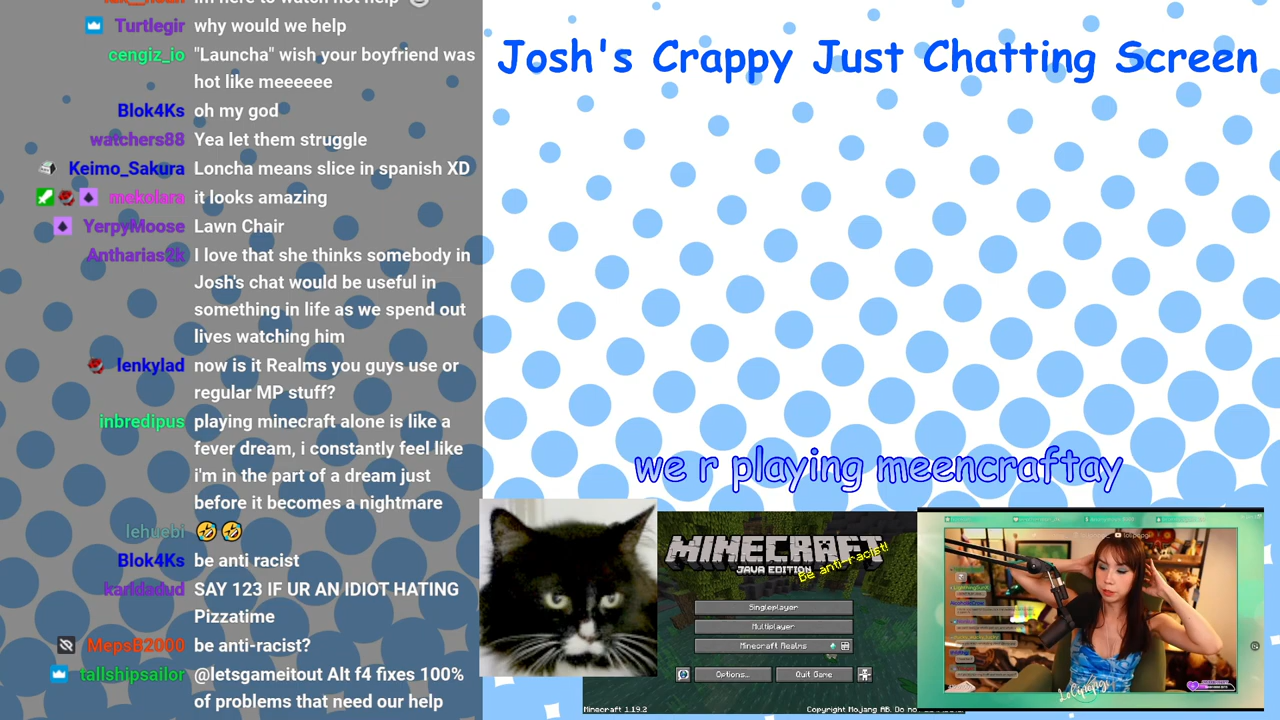 Turtlegir why would we help
cengiz_io "Launcha" wish your boyfriend was
hot like meeeeee
Blok4Ks oh my god
watchers88 Yea let them struggle
Keimo_Sakura Loncha means slice in spanish XD
mekolara it looks amazing
YerpyMoose Lawn Chair
Antharias2k I love that she thinks somebody in
Josh's chat would be useful in
something in life as we spend out
lives watching him
lenkylad now is it Realms you guys use or
regular MP stuff?
inbredipus playing minecraft alone is like a
fever dream, i constantly feel like
i'm in the part of a dream just
before it becomes a nightmare
lehuebi
Blok4Ks be anti racist
karldadud SAY 123 IF UR AN IDIOT HATING
Pizzatime
MepsB2000 be anti-racist?
tallshipsailor @letsgameitout Alt f4 fixes 100%
of problems that need our help
Josh's Crappy Just Chatting Screen
we r playing meencraftay
MINECRAFT
JAVA EDITION
Be anti-racist!
Singleplayer
Multiplayer
Minecraft Realms
Options...
Quit Game
Minecraft 1.19.2
Copyright Mojang AB. Do no
Lolipopgi